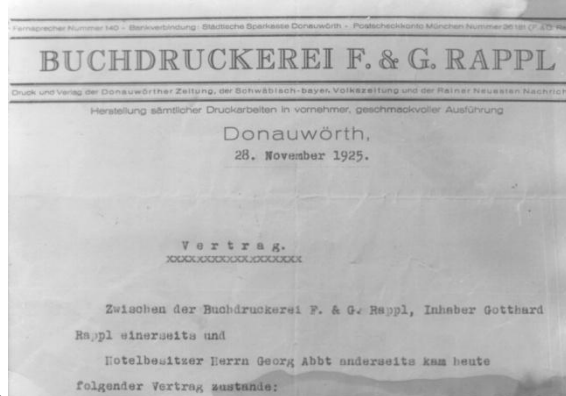 Fernsprecher Nummer 140 - Bankverbindung: Städtische Sparkasse Donauwörth - Postscheckkonto München Nummer
BUCHDRUCKEREI F. & G. RAPPL
Druck und Verlag der Donauwörther Zeitung, der Schwäbisch-bayer. Volkszeitung und der Rainer Neuesten Nachrich
Herstellung sämtlicher Druckarbeiten in vornehmer, geschmackvoller Ausführung
Donauwörth,
28. November 1925.
Vertrag.
xxxxxxxxxxxxxxxxxxxx
Zwischen der Buchdruckerei F. & G. Rappl, Inhaber Gotthard
Rappl einerseits und
Hotelbesitzer Herrn Georg Abbt anderseits kam heute
folgender Vertrag zustande: